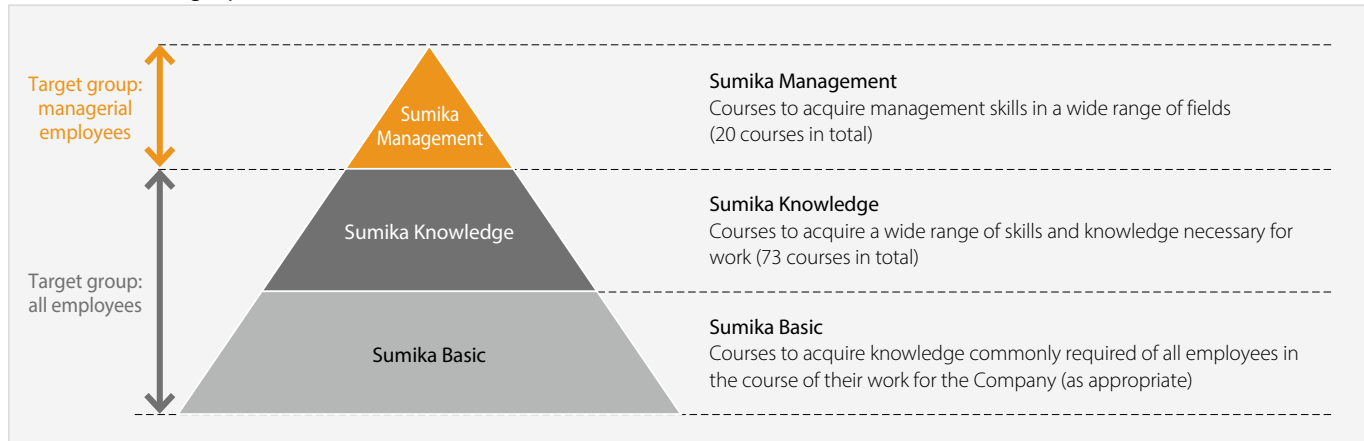 Target group:
managerial
employees
Sumika
Management
Sumika Management
Courses to acquire management skills in a wide range of fields
(20 courses in total)
Target group:
all employees
Sumika Knowledge
Sumika Knowledge
Courses to acquire a wide range of skills and knowledge necessary for
work (73 courses in total)
Sumika Basic
Sumika Basic
Courses to acquire knowledge commonly required of all employees in
the course of their work for the Company (as appropriate)